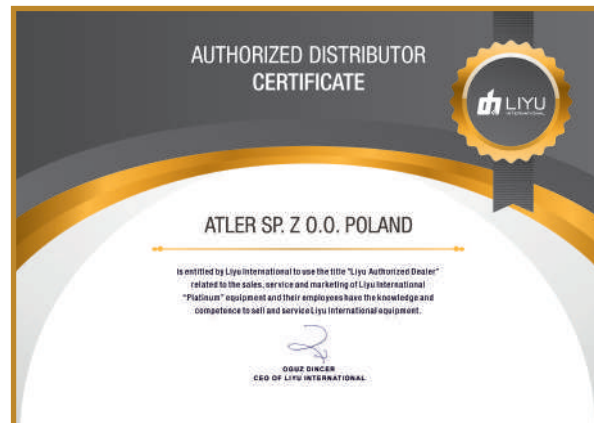 AUTHORIZED DISTRIBUTOR
CERTIFICATE
LIYU
INTERNATIONAL
ATLER SP. Z O.O. POLAND
is entitled by Liyu International to use the title "Liyu Authorized Dealer"
related to the sales, service and marketing of Liyu International
"Platinum" equipment and their employees have the knowledge and
competence to sell and service Liyu International equipment.
OGUZ DINCER
CEO OF LIYU INTERNATIONAL